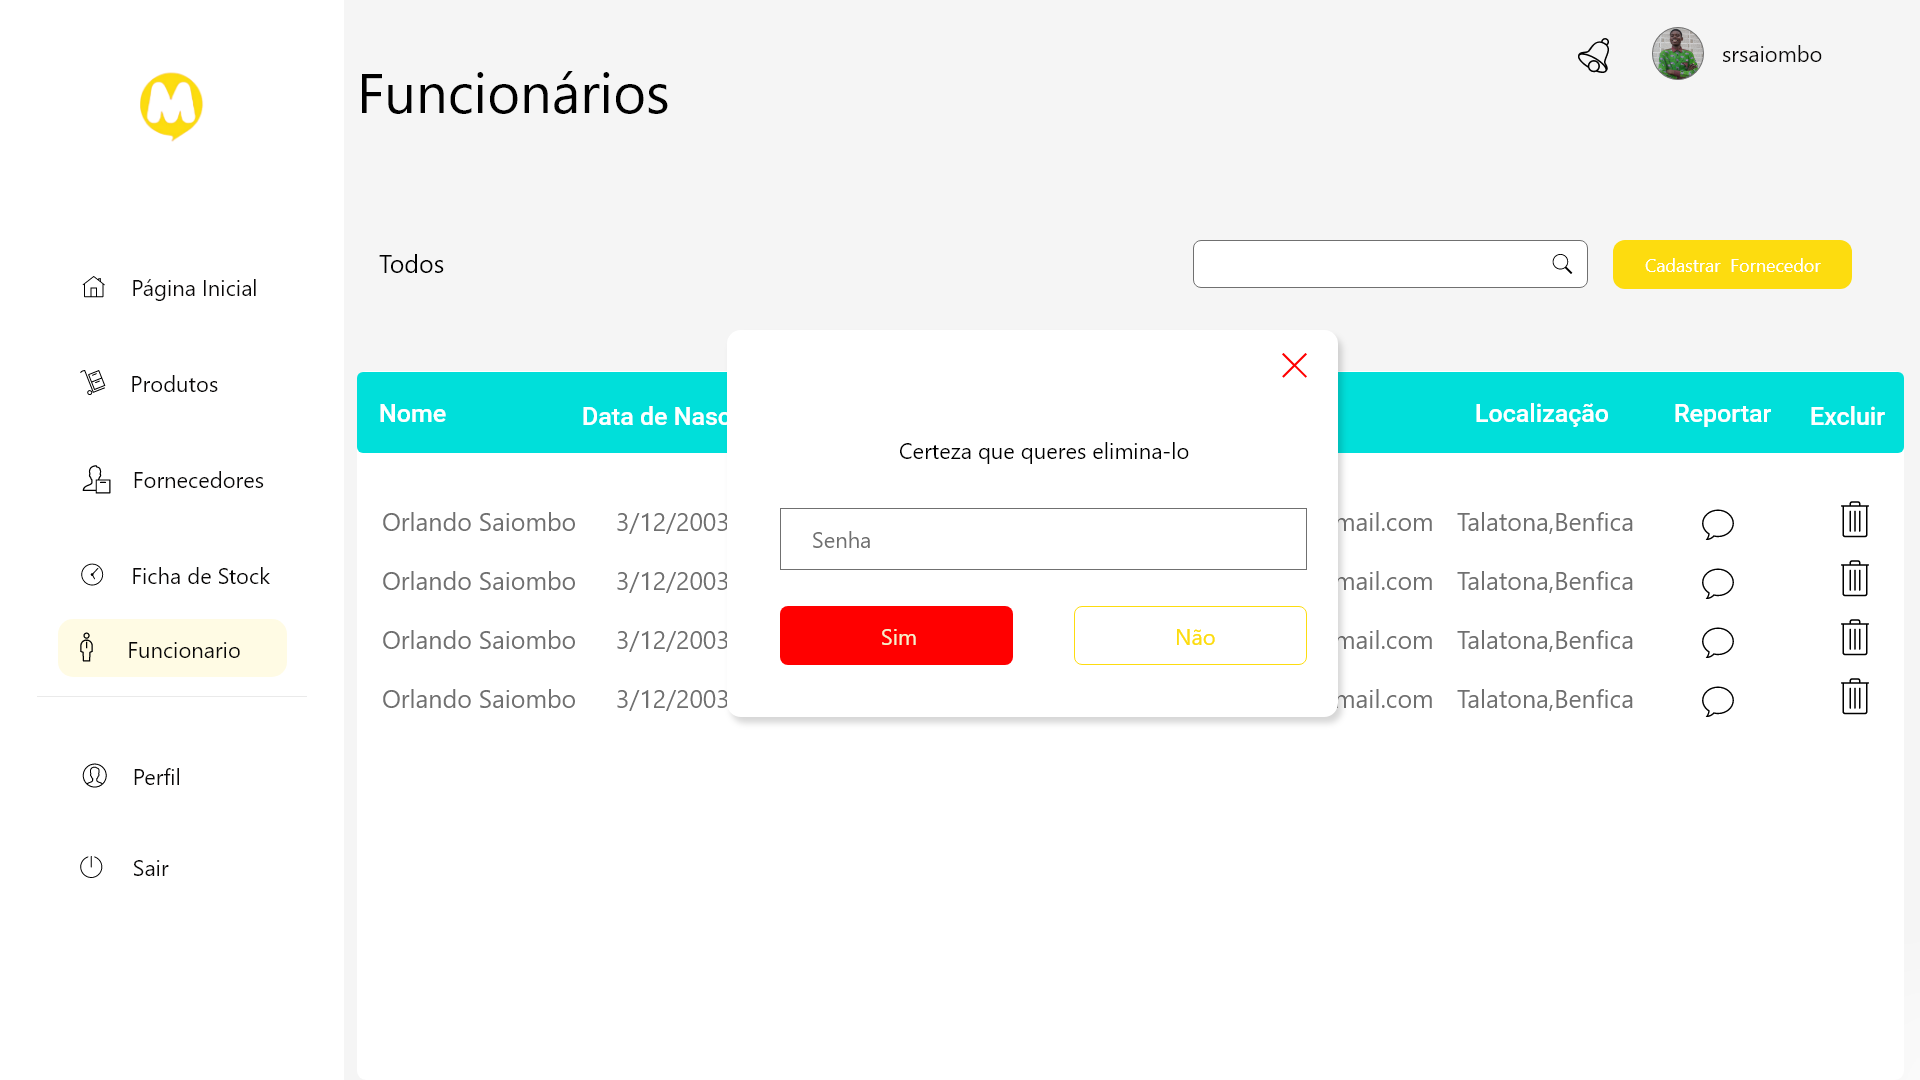 M
srsaiombo
Funcionários
Todos
Cadastrar Fornecedor
Página Inicial
Produtos
Fornecedores
Ficha de Stock
Funcionario
Perfil
Sair
Nome Data de Nasc Localização Reportar Excluir
Orlando Saiombo 3/12/2003 mail.com Talatona,Benfica
Orlando Saiombo 3/12/2003 mail.com Talatona,Benfica
Orlando Saiombo 3/12/2003 mail.com Talatona,Benfica
Orlando Saiombo 3/12/2003 mail.com Talatona,Benfica
Certeza que queres elimina-lo
Senha
Sim Não